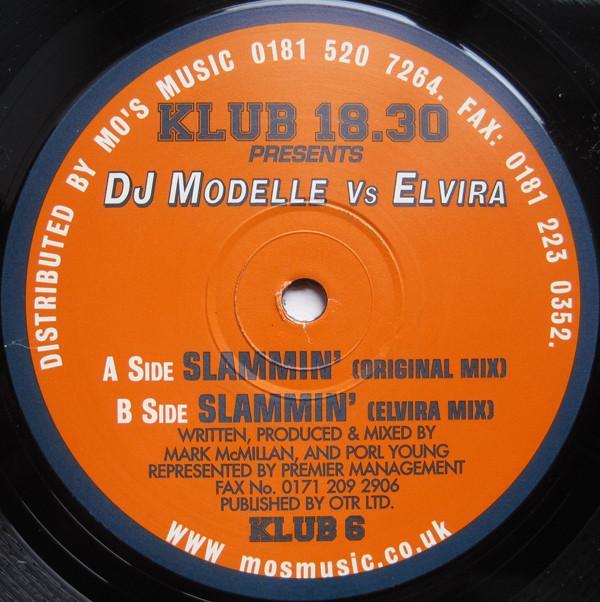 DISTRIBUTED BY MO'S MUSIC 0181 520 7264. FAX: 0181 223 0352.
KLUB 18.30
PRESENTS
DJ MODELLE VS ELVIRA
A SIDE SLAMMIN' (ORIGINAL MIX)
B SIDE SLAMMIN' (ELVIRA MIX)
WRITTEN, PRODUCED & MIXED BY
MARK McMILLAN, AND PORL YOUNG
REPRESENTED BY PREMIER MANAGEMENT
FAX No. 0171 209 2906
PUBLISHED BY OTR LTD.
KLUB 6
WWW mosmusic.co.uk